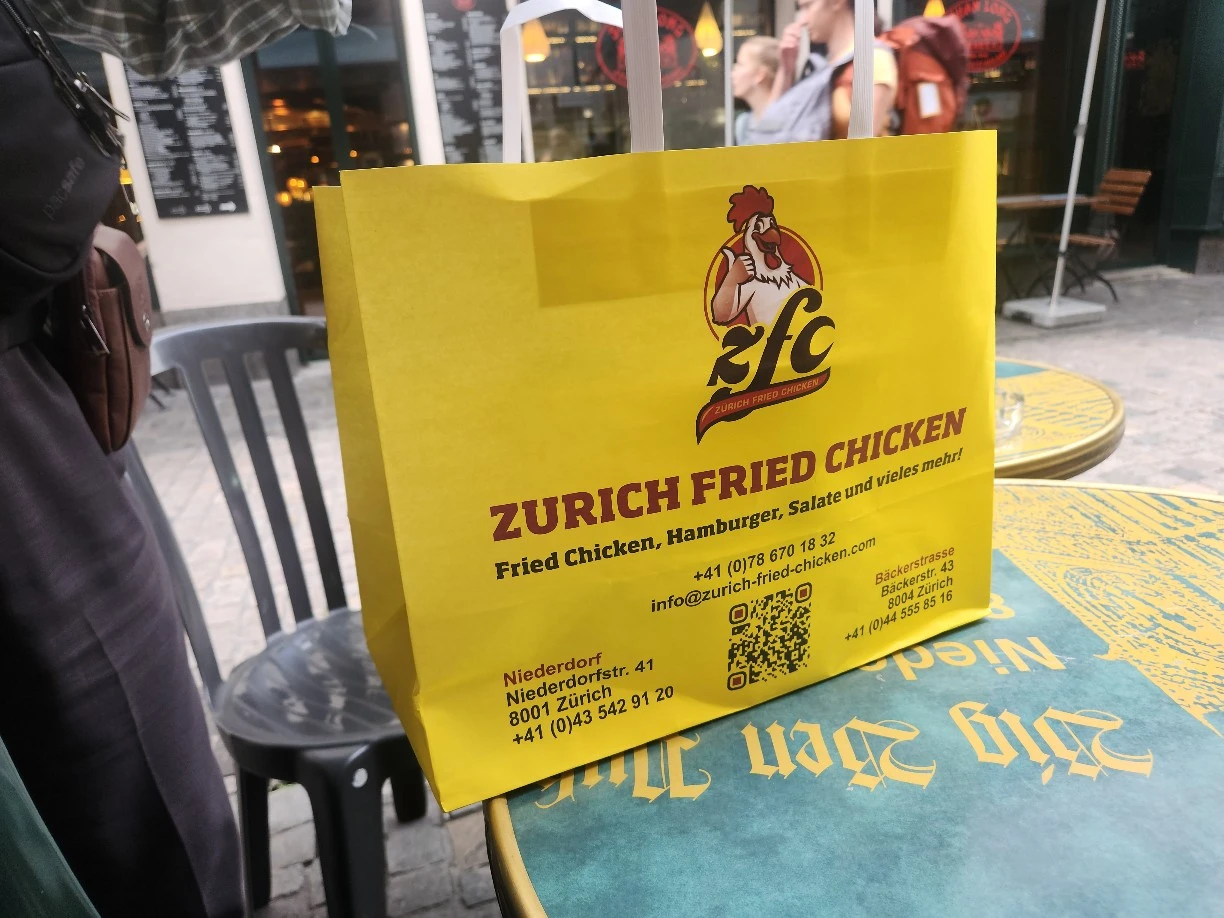 pacsafe
zfc
ZURICH FRIED CHICKEN
ZURICH FRIED CHICKEN
Fried Chicken, Hamburger, Salate und vieles mehr!
+41 (0)78 670 18 32
info@zurich-fried-chicken.com
Bäckerstrasse
Bäckerstr. 43
8004 Zürich
+41 (0)44 555 85 16
Niederdorf
Niederdorfstr. 41
8001 Zürich
+41 (0)43 542 91 20
Big Ben